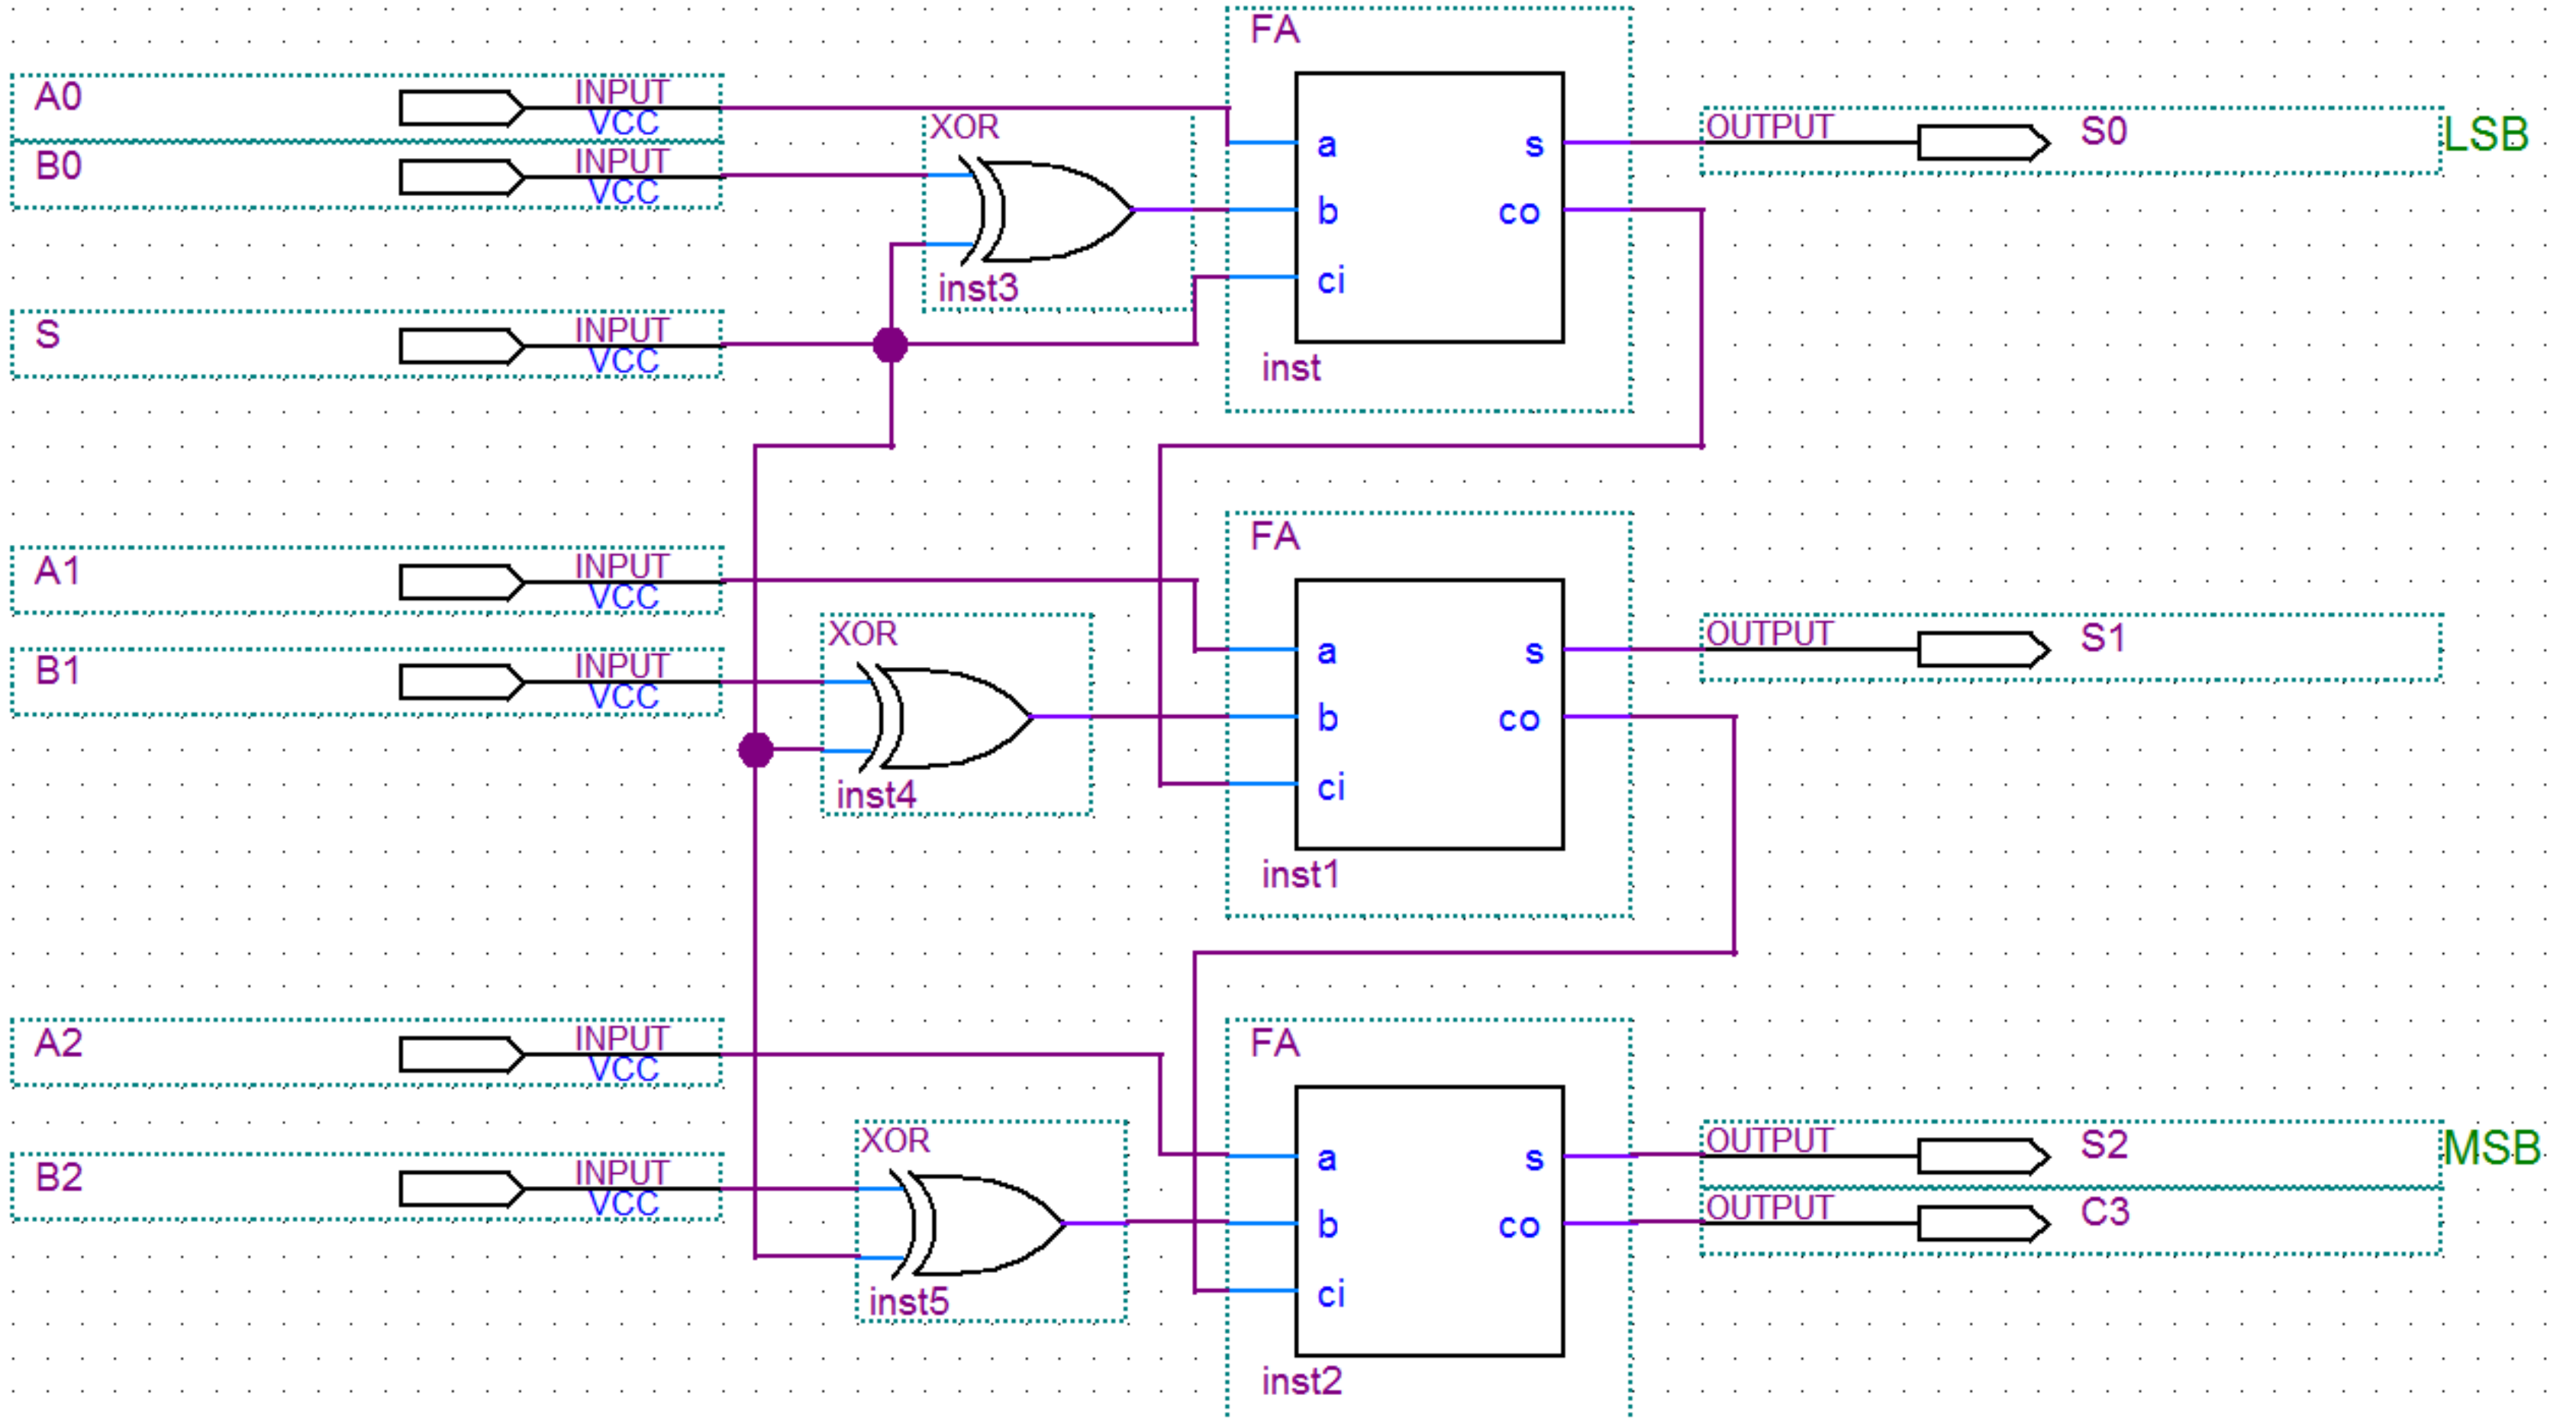 FA
A0 INPUT VCC
XOR
OUTPUT S0 LSB
B0 INPUT VCC
a s
b co
ci
inst3
S INPUT VCC
inst
FA
A1 INPUT VCC
XOR
OUTPUT S1
B1 INPUT VCC
a s
b co
ci
inst4
inst1
A2 INPUT VCC
FA
XOR
OUTPUT S2 MSB
a s
B2 INPUT VCC
OUTPUT C3
b co
ci
inst5
inst2